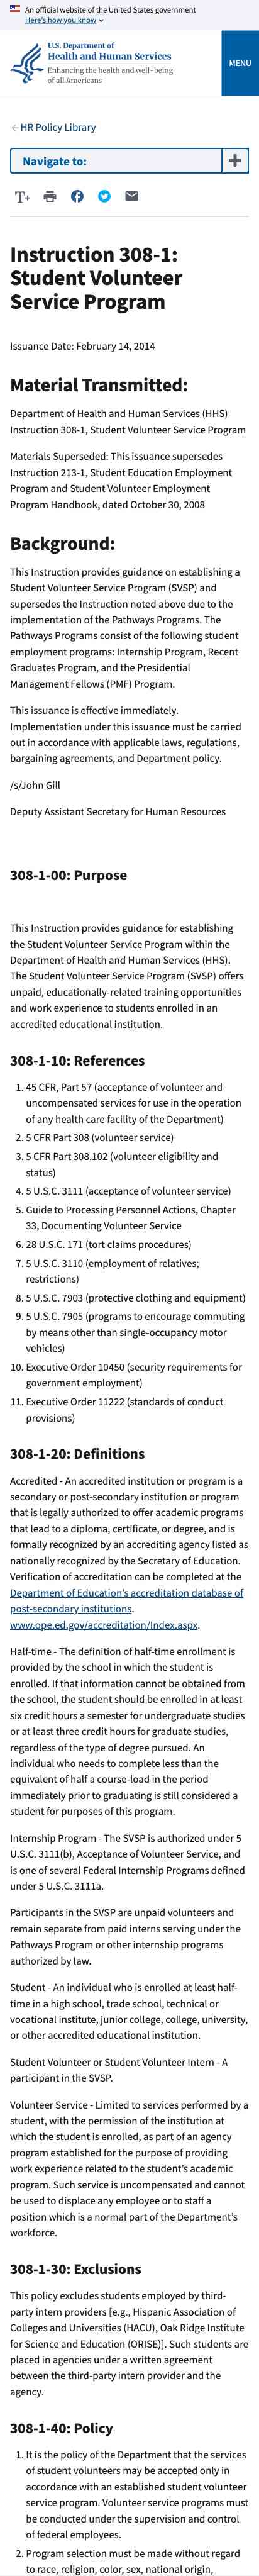 An official website of the United States government
Here's how you know
U.S. Department of
Health and Human Services
Enhancing the health and well-being
of all Americans
MENU
HR Policy Library
Navigate to:
Instruction 308-1:
Student Volunteer
Service Program
Issuance Date: February 14, 2014
Material Transmitted:
Department of Health and Human Services (HHS)
Instruction 308-1, Student Volunteer Service Program
Materials Superseded: This issuance supersedes
Instruction 213-1, Student Education Employment
Program and Student Volunteer Employment
Program Handbook, dated October 30, 2008
Background:
This Instruction provides guidance on establishing a
Student Volunteer Service Program (SVSP) and
supersedes the Instruction noted above due to the
implementation of the Pathways Programs. The
Pathways Programs consist of the following student
employment programs: Internship Program, Recent
Graduates Program, and the Presidential
Management Fellows (PMF) Program.
This issuance is effective immediately.
Implementation under this issuance must be carried
out in accordance with applicable laws, regulations,
bargaining agreements, and Department policy.
/s/John Gill
Deputy Assistant Secretary for Human Resources
308-1-00: Purpose
This Instruction provides guidance for establishing
the Student Volunteer Service Program within the
Department of Health and Human Services (HHS).
The Student Volunteer Service Program (SVSP) offers
unpaid, educationally-related training opportunities
and work experience to students enrolled in an
accredited educational institution.
308-1-10: References
1. 45 CFR, Part 57 (acceptance of volunteer and
uncompensated services for use in the operation
of any health care facility of the Department)
2. 5 CFR Part 308 (volunteer service)
3. 5 CFR Part 308.102 (volunteer eligibility and
status)
4. 5 U.S.C. 3111 (acceptance of volunteer service)
5. Guide to Processing Personnel Actions, Chapter
33, Documenting Volunteer Service
6. 28 U.S.C. 171 (tort claims procedures)
7. 5 U.S.C. 3110 (employment of relatives;
restrictions)
8. 5 U.S.C. 7903 (protective clothing and equipment)
9. 5 U.S.C. 7905 (programs to encourage commuting
by means other than single-occupancy motor
vehicles)
10. Executive Order 10450 (security requirements for
government employment)
11. Executive Order 11222 (standards of conduct
provisions)
308-1-20: Definitions
Accredited - An accredited institution or program is a
secondary or post-secondary institution or program
that is legally authorized to offer academic programs
that lead to a diploma, certificate, or degree, and is
formally recognized by an accrediting agency listed as
nationally recognized by the Secretary of Education.
Verification of accreditation can be completed at the
Department of Education's accreditation database of
post-secondary institutions.
www.ope.ed.gov/accreditation/Index.aspx.
Half-time - The definition of half-time enrollment is
provided by the school in which the student is
enrolled. If that information cannot be obtained from
the school, the student should be enrolled in at least
six credit hours a semester for undergraduate studies
or at least three credit hours for graduate studies,
regardless of the type of degree pursued. An
individual who needs to complete less than the
equivalent of half a course-load in the period
immediately prior to graduating is still considered a
student for purposes of this program.
Internship Program - The SVSP is authorized under 5
U.S.C. 3111(b), Acceptance of Volunteer Service, and
is one of several Federal Internship Programs defined
under 5 U.S.C. 3111a.
Participants in the SVSP are unpaid volunteers and
remain separate from paid interns serving under the
Pathways Program or other internship programs
authorized by law.
Student - An individual who is enrolled at least half-
time in a high school, trade school, technical or
vocational institute, junior college, college, university,
or other accredited educational institution.
Student Volunteer or Student Volunteer Intern - A
participant in the SVSP.
Volunteer Service - Limited to services performed by a
student, with the permission of the institution at
which the student is enrolled, as part of an agency
program established for the purpose of providing
work experience related to the student's academic
program. Such service is uncompensated and cannot
be used to displace any employee or to staff a
position which is a normal part of the Department's
workforce.
308-1-30: Exclusions
This policy excludes students employed by third-
party intern providers [e.g., Hispanic Association of
Colleges and Universities (HACU), Oak Ridge Institute
for Science and Education (ORISE)]. Such students are
placed in agencies under a written agreement
between the third-party intern provider and the
agency.
308-1-40: Policy
1. It is the policy of the Department that the services
of student volunteers may be accepted only in
accordance with an established student volunteer
service program. Volunteer service programs must
be conducted under the supervision and control
of federal employees.
2. Program selection must be made without regard
to race, religion, color, sex, national origin,